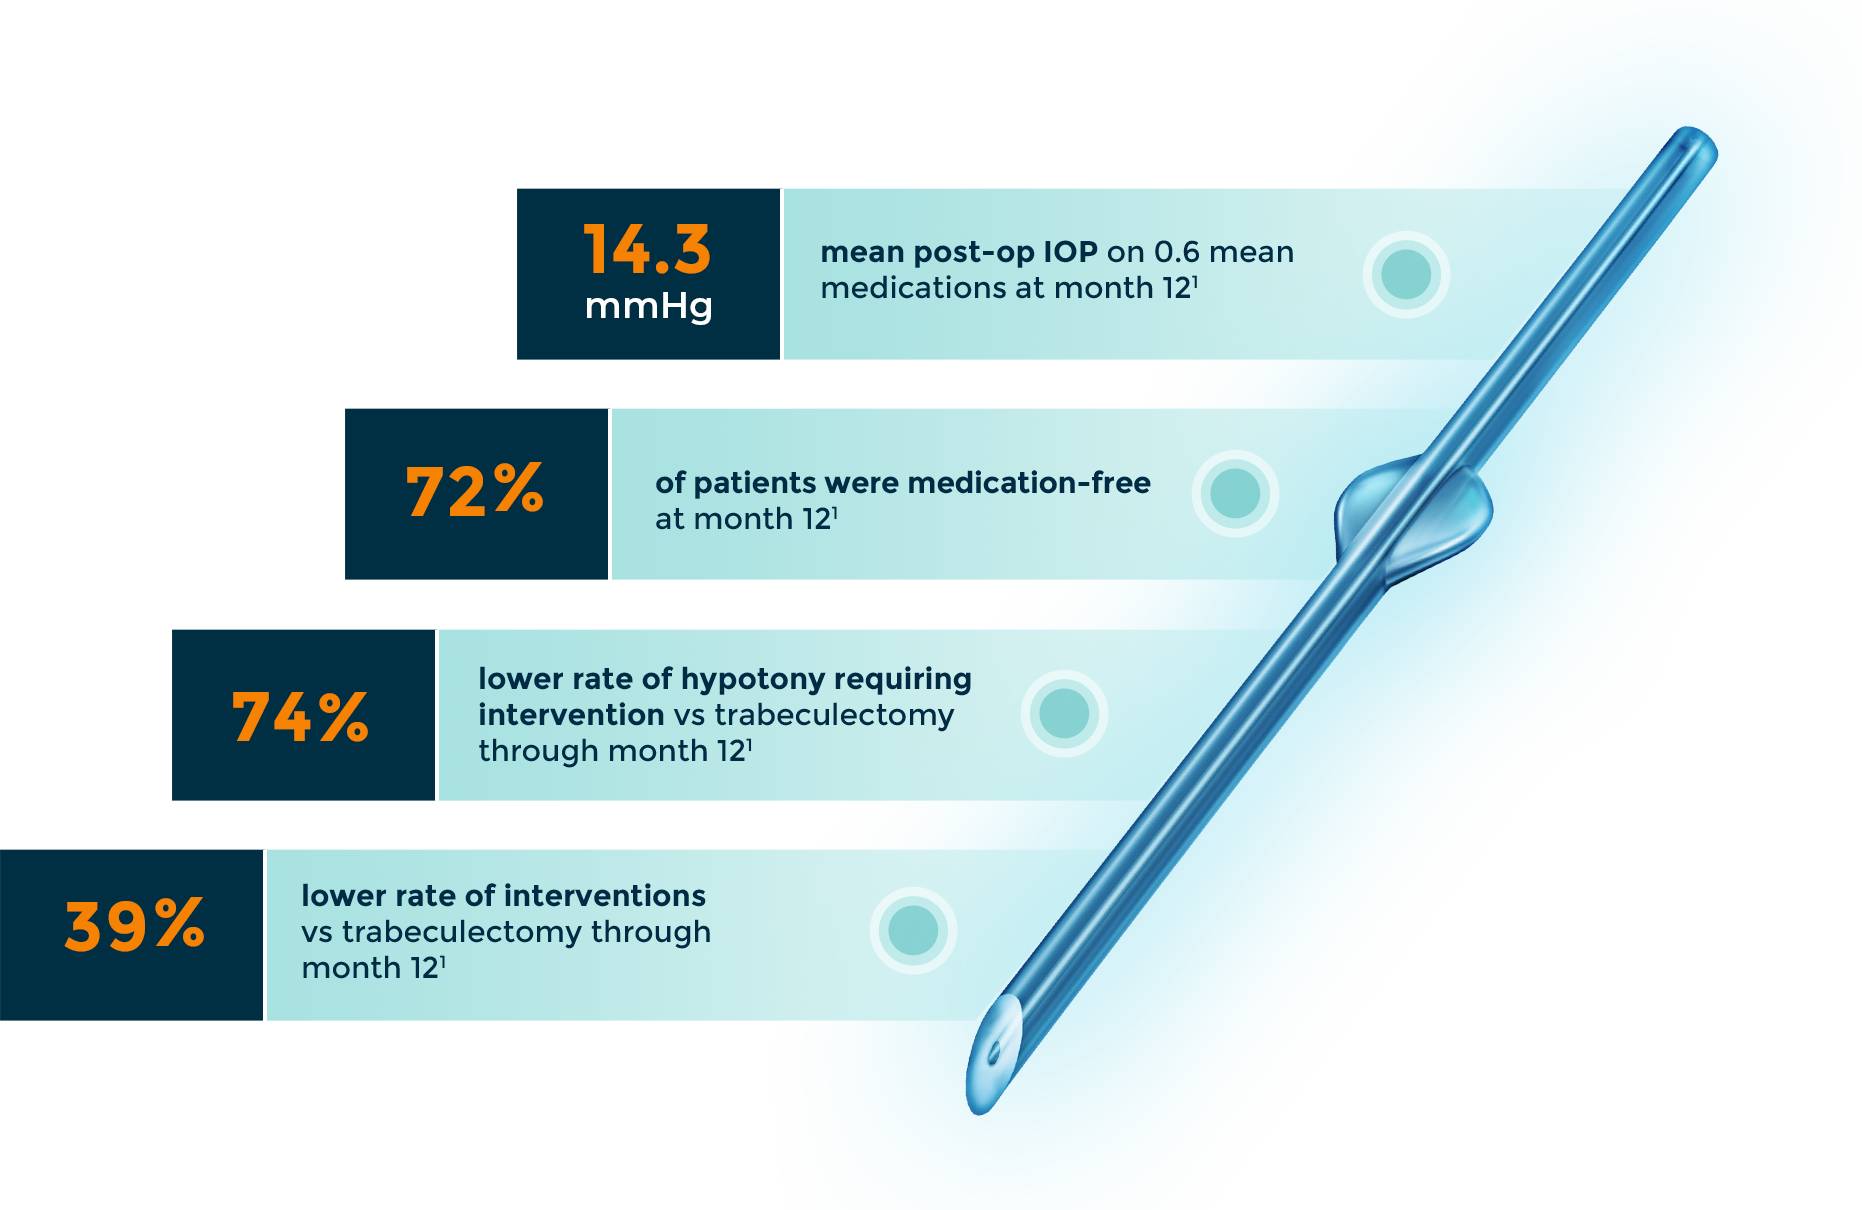 14.3
mmHg
mean post-op IOP on 0.6 mean
medications at month 12¹
72%
of patients were medication-free
at month 12¹
74%
lower rate of hypotony requiring
intervention vs trabeculectomy
through month 12¹
39%
lower rate of interventions
vs trabeculectomy through
month 12¹